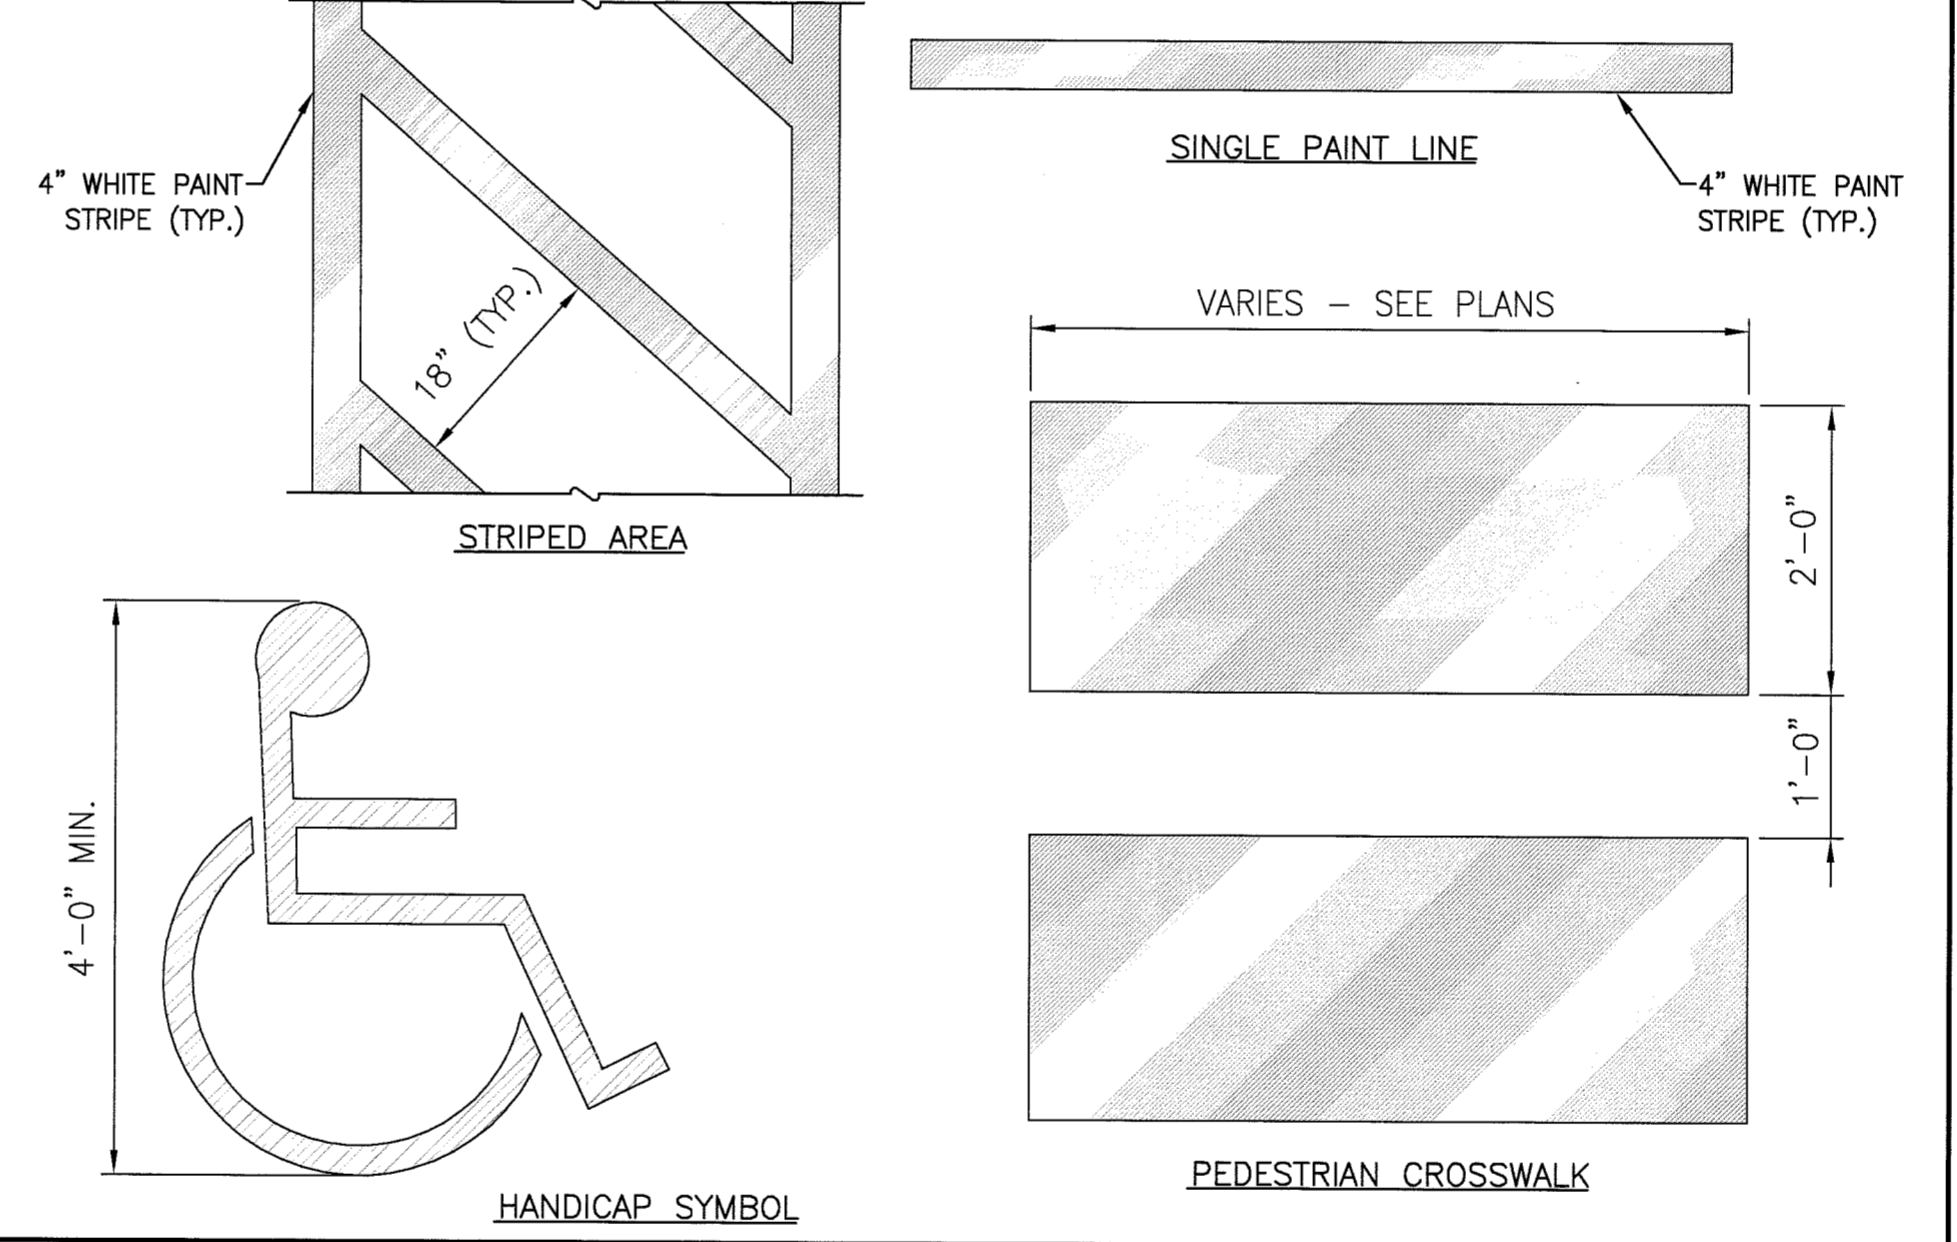 4” WHITE PAINT
STRIPE (TYP.)
18” (TYP.)
STRIPED AREA
SINGLE PAINT LINE
4” WHITE PAINT
STRIPE (TYP.)
VARIES – SEE PLANS
2’–0”
1’–0”
PEDESTRIAN CROSSWALK
4’–0” MIN.
HANDICAP SYMBOL